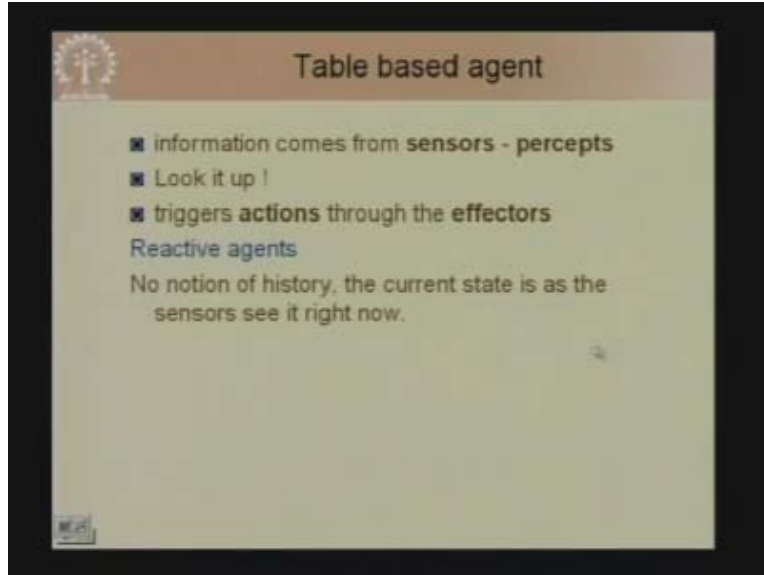 Table based agent
information comes from sensors - percepts
Look it up !
triggers actions through the effectors
Reactive agents
No notion of history, the current state is as the
sensors see it right now.